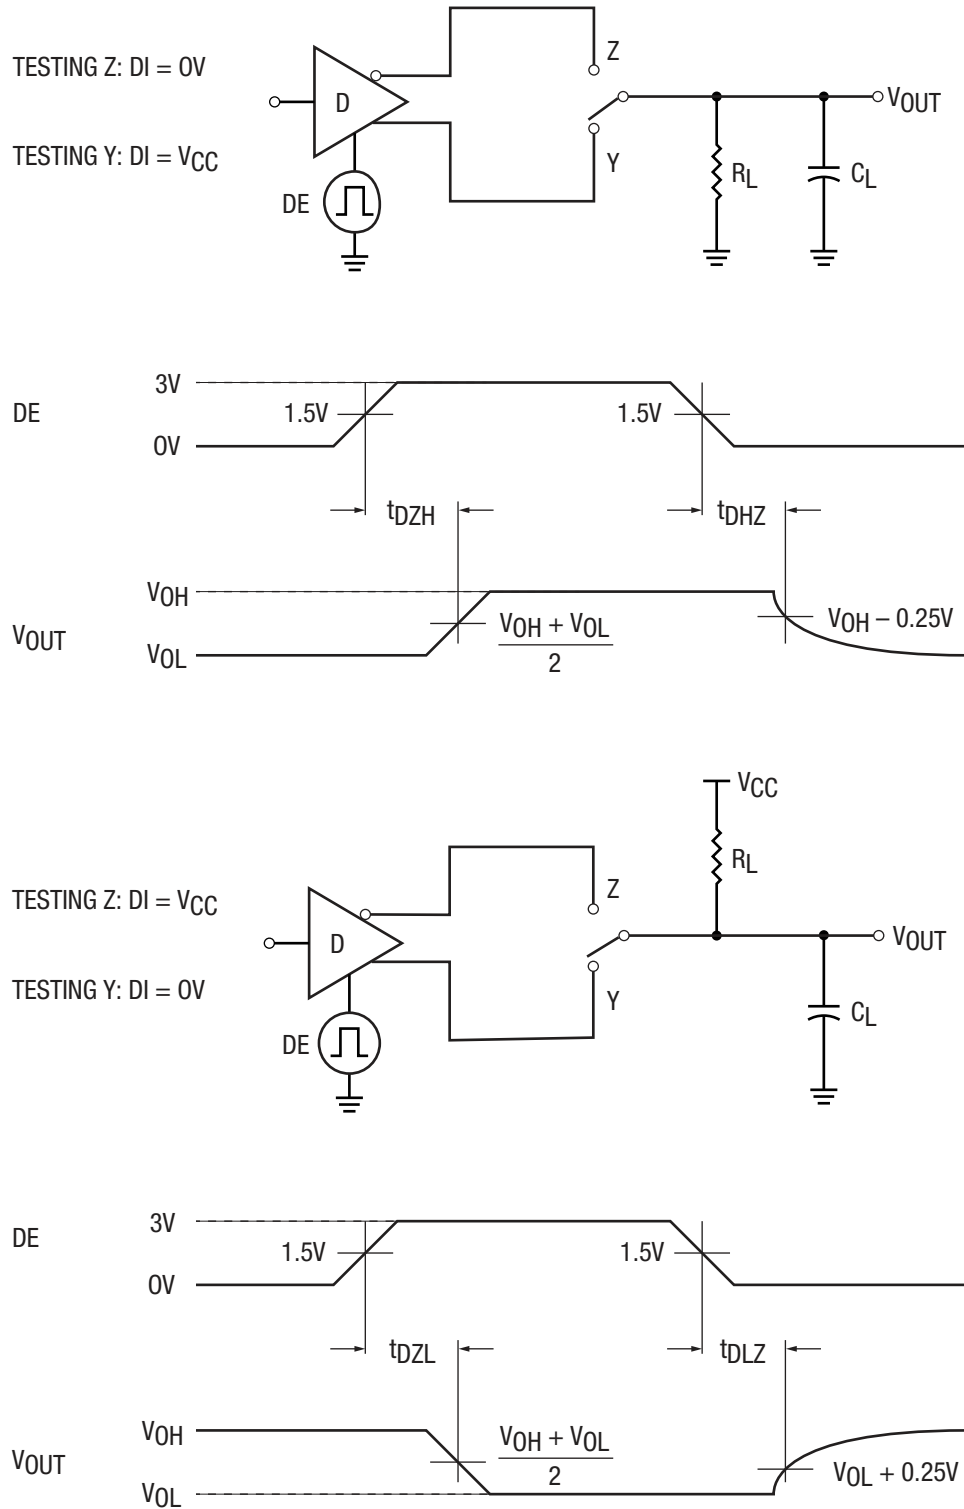 TESTING Z: DI = 0V
Z
D
VOUT
TESTING Y: DI = VCC
Y
RL
CL
DE
3V
DE
1.5V
1.5V
0V
tDZH
tDHZ
VOH
VOUT
VOH + VOL
2
VOH – 0.25V
VOL
VCC
RL
TESTING Z: DI = VCC
Z
D
VOUT
TESTING Y: DI = 0V
Y
CL
DE
3V
DE
1.5V
1.5V
0V
tDZL
tDLZ
VOH
VOUT
VOH + VOL
2
VOL + 0.25V
VOL